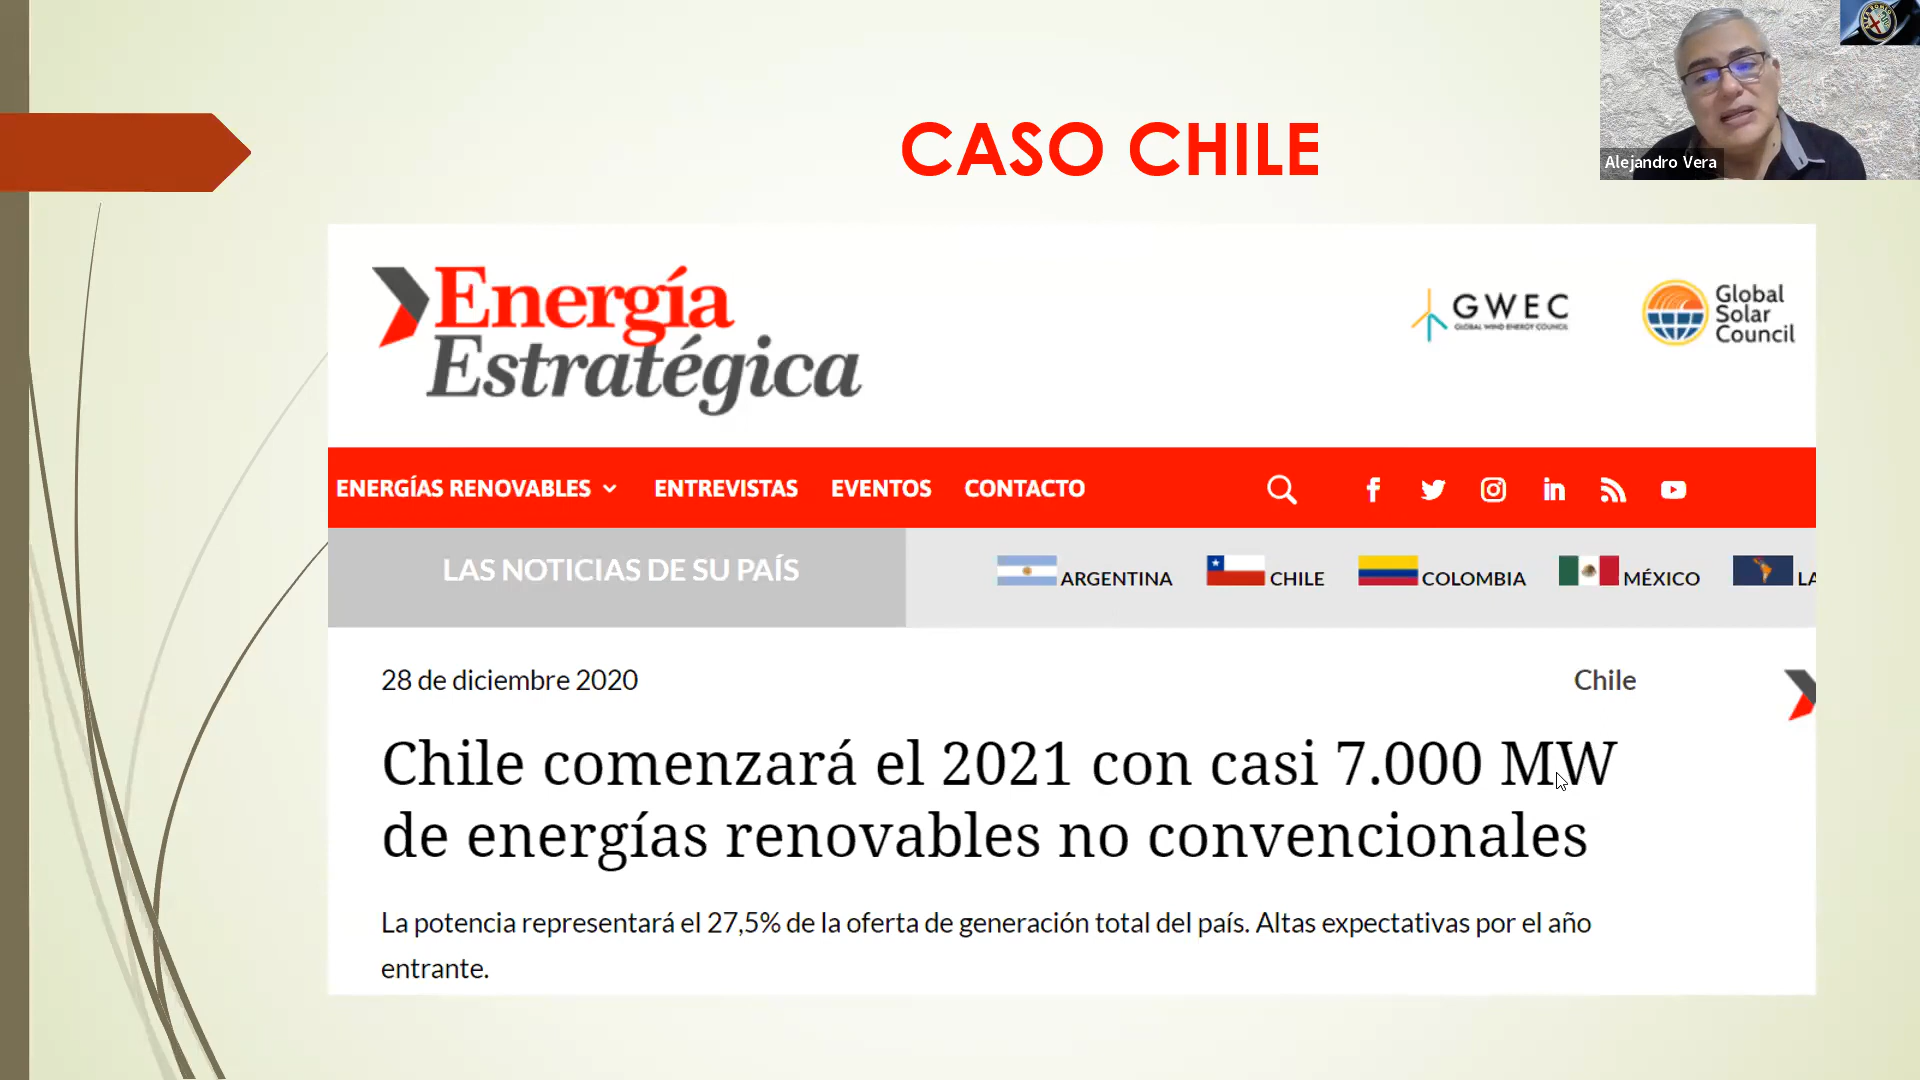 CASO CHILE
Alejandro Vera
Energía
Estratégica
GWEC
GLOBAL WIND ENERGY COUNCIL
Global
Solar
Council
ENERGÍAS RENOVABLES ENTREVISTAS EVENTOS CONTACTO
LAS NOTICIAS DE SU PAÍS
ARGENTINA CHILE COLOMBIA MÉXICO LA
28 de diciembre 2020
Chile
Chile comenzará el 2021 con casi 7.000 MW
de energías renovables no convencionales
La potencia representará el 27,5% de la oferta de generación total del país. Altas expectativas por el año
entrante.